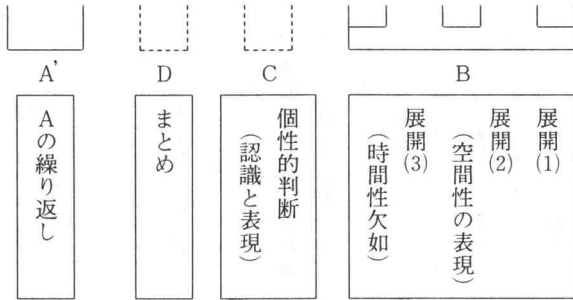 B
展開(1)
展開(2)
(空間性の表現)
展開(3)
(時間性欠如)
C
個性的判断
(認識と表現)
D
まとめ
A'
Aの繰り返し